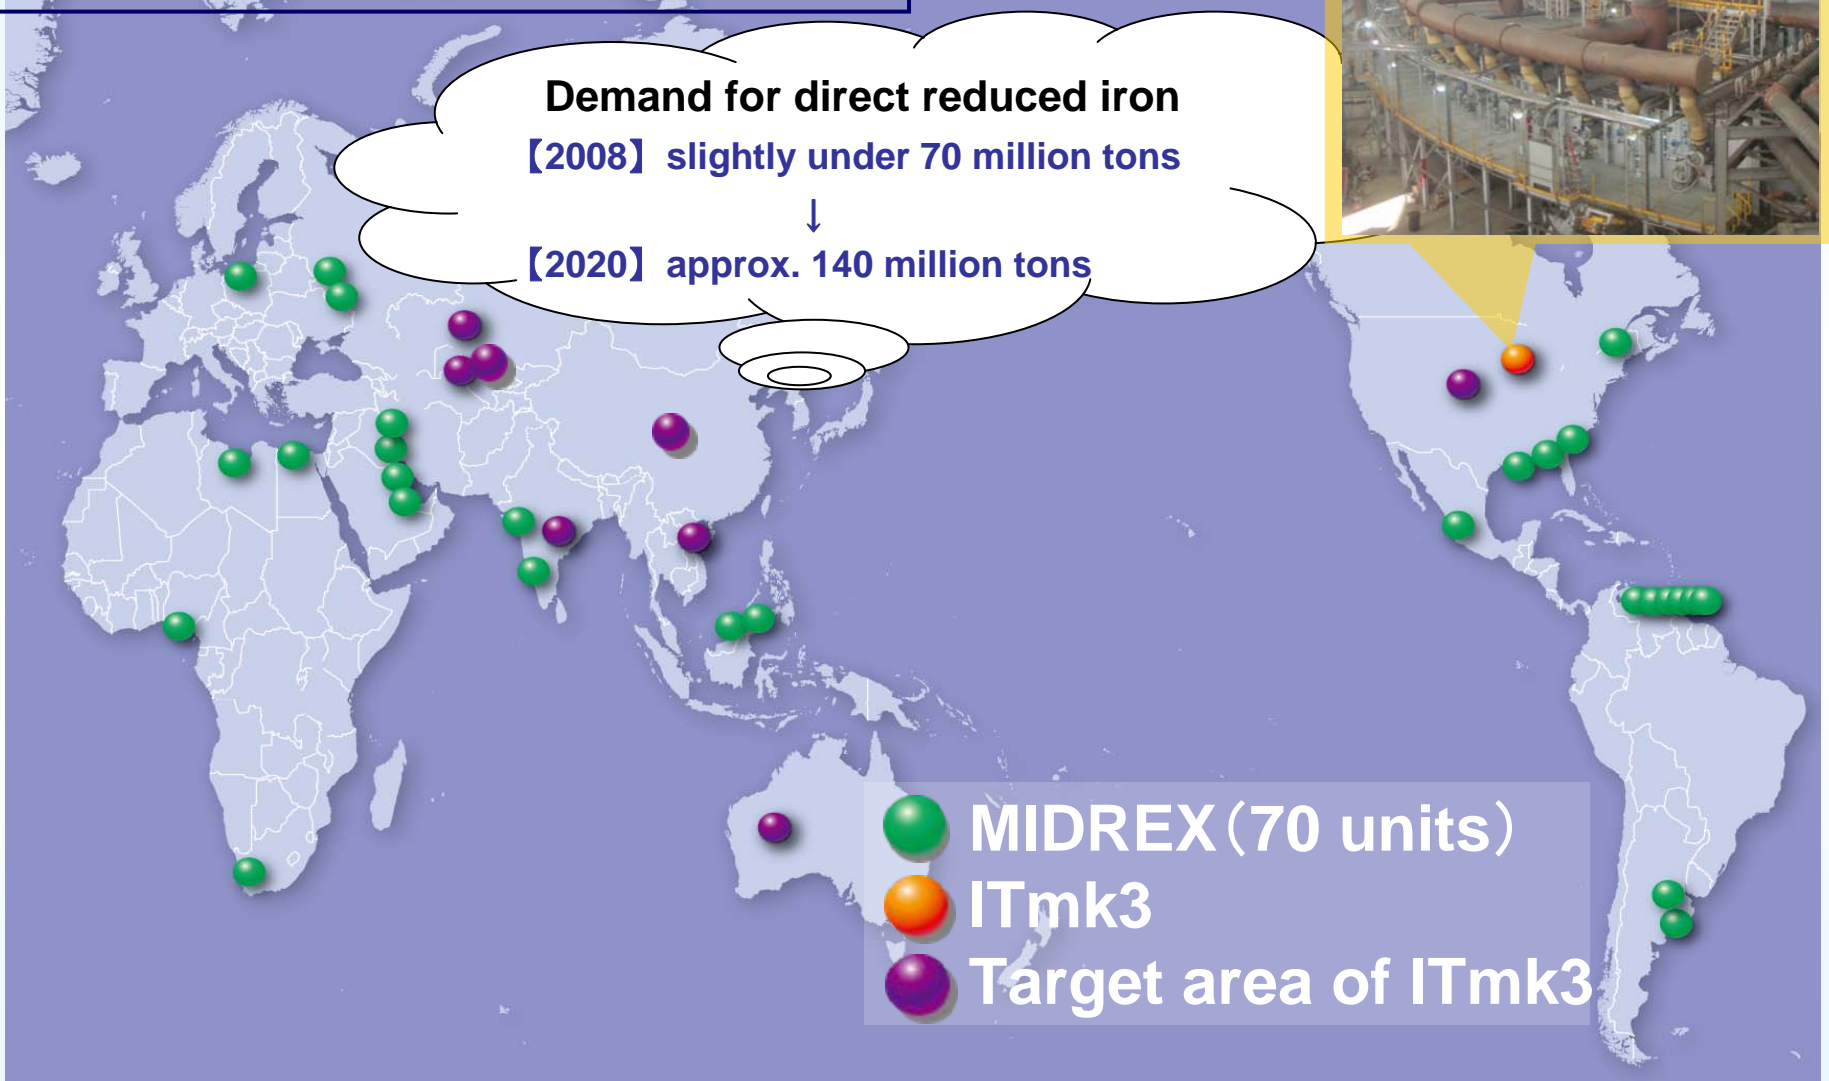 Demand for direct reduced iron
【2008】 slightly under 70 million tons
↓
【2020】 approx. 140 million tons
MIDREX（70 units）
ITmk3
Target area of ITmk3